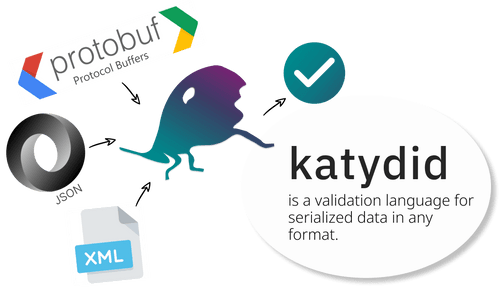 protobuf
Protocol Buffers
JSON
XML
katydid
is a validation language for
serialized data in any
format.